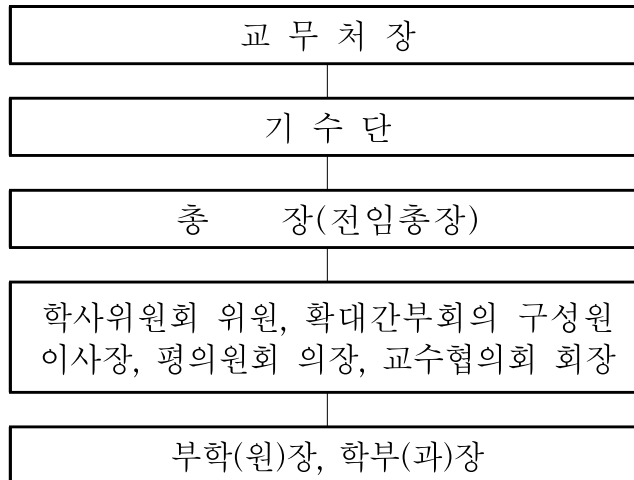 교 무 처 장
기 수 단
총 장(전임총장)
학사위원회 위원, 확대간부회의 구성원
이사장, 평의원회 의장, 교수협의회 회장
부학(원)장, 학부(과)장